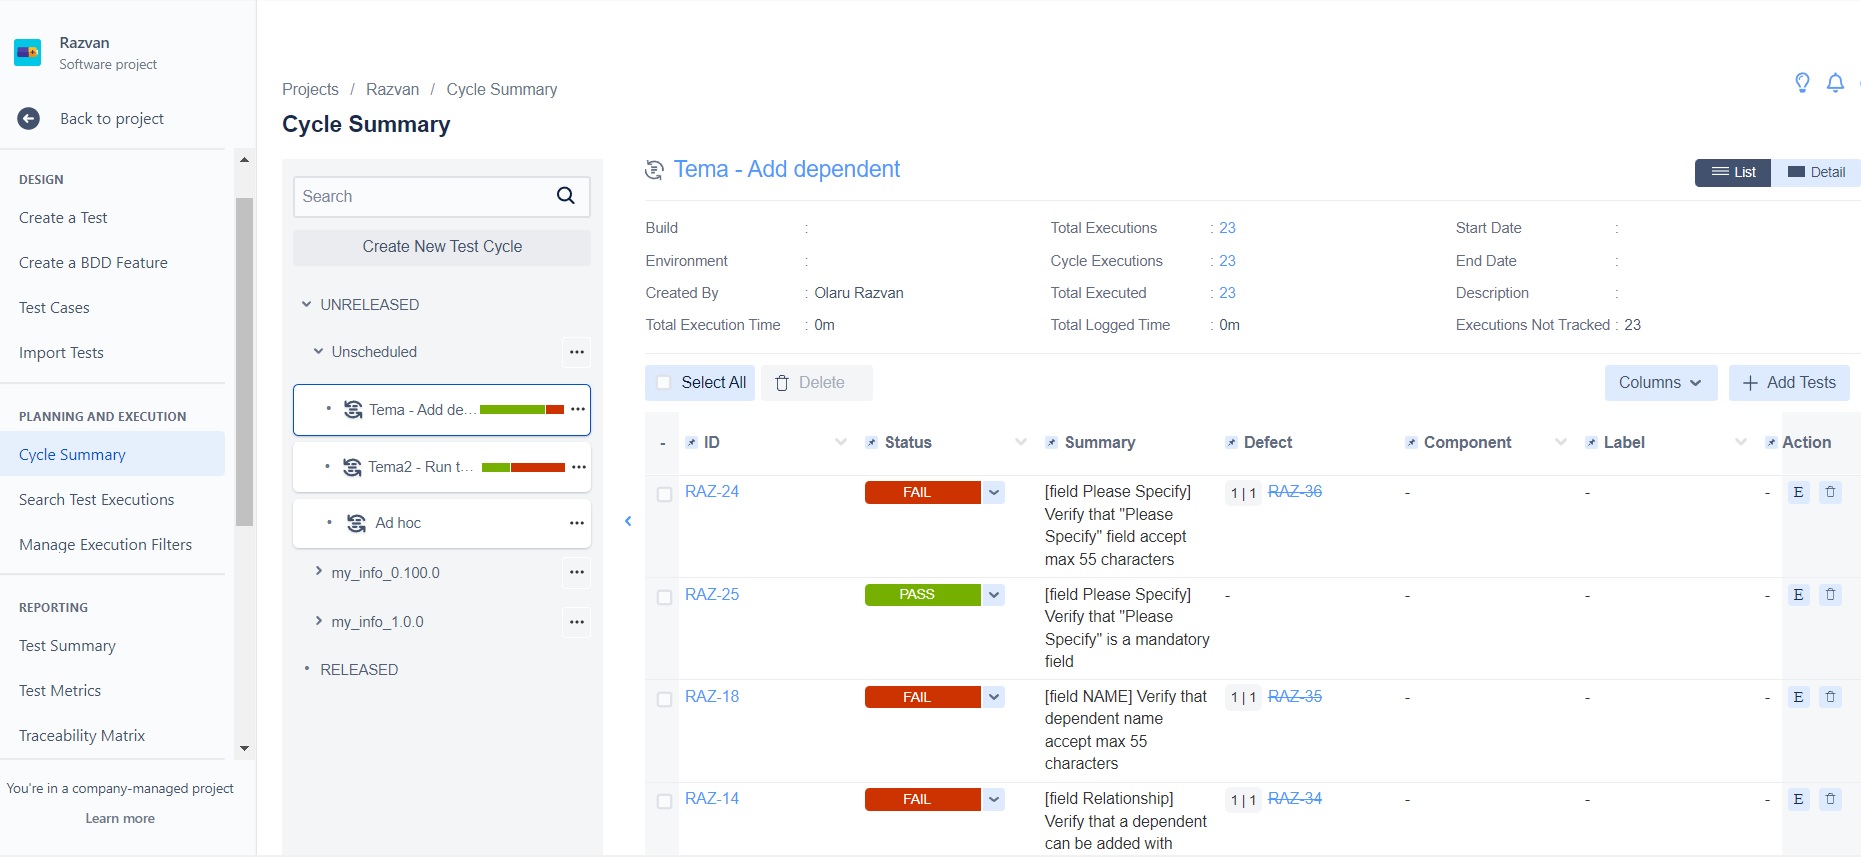 Razvan
Software project
Back to project
DESIGN
Create a Test
Create a BDD Feature
Test Cases
Import Tests
PLANNING AND EXECUTION
Cycle Summary
Search Test Executions
Manage Execution Filters
REPORTING
Test Summary
Test Metrics
Traceability Matrix
You're in a company-managed project
Learn more
Projects / Razvan / Cycle Summary
Cycle Summary
Search
Create New Test Cycle
UNRELEASED
Unscheduled
Tema - Add de...
Tema2 - Run t...
Ad hoc
my_info_0.100.0
my_info_1.0.0
RELEASED
Tema - Add dependent
List Detail
Build : Total Executions : 23 Start Date :
Environment : Cycle Executions : 23 End Date :
Created By : Olaru Razvan Total Executed : 23 Description :
Total Execution Time : 0m Total Logged Time : 0m Executions Not Tracked : 23
Select All Delete Columns + Add Tests
- ID Status Summary Defect Component Label Action
RAZ-24 FAIL [field Please Specify] 1 | 1 RAZ-36 - - - E
Verify that "Please
Specify" field accept
max 55 characters
RAZ-25 PASS [field Please Specify] - - - - E
Verify that "Please
Specify" is a mandatory
field
RAZ-18 FAIL [field NAME] Verify that 1 | 1 RAZ-35 - - - E
dependent name
accept max 55
characters
RAZ-14 FAIL [field Relationship] 1 | 1 RAZ-34 - - - E
Verify that a dependent
can be added with